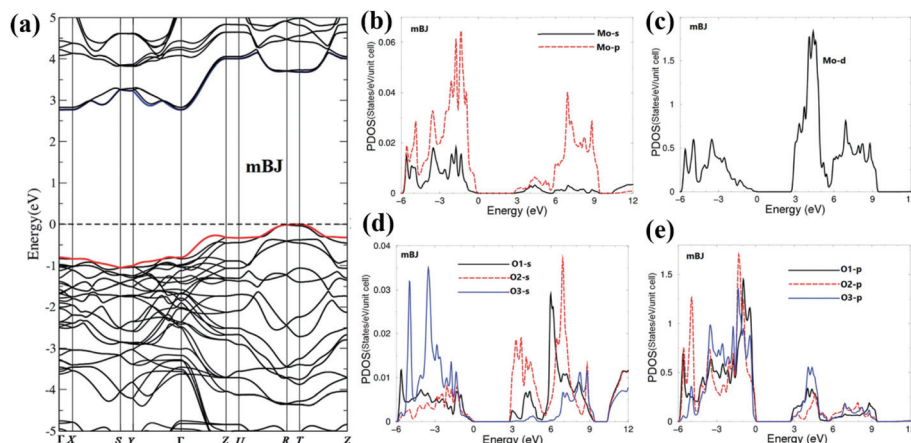 (a)
5
4
3
2
1
0
-1
-2
-3
-4
-5
Energy(eV)
mBJ
Γ X S Y Γ Z U R T Z
(b)
mBJ
Mo-s
Mo-p
0.06
0.04
0.02
0
-6 -3 0 3 6 9 12
PDOS(States/eV/unit cell)
Energy (eV)
(c)
mBJ
Mo-d
1.5
1
0.5
0
-6 -3 0 3 6 9 12
PDOS(States/eV/unit cell)
Energy (eV)
(d)
mBJ
O1-s
O2-s
O3-s
0.04
0.03
0.02
0.01
0
-6 -3 0 3 6 9 12
PDOS(States/eV/unit cell)
Energy (eV)
(e)
mBJ
O1-p
O2-p
O3-p
1.5
1
0.5
0
-6 -3 0 3 6 9 12
PDOS(States/eV/unit cell)
Energy (eV)